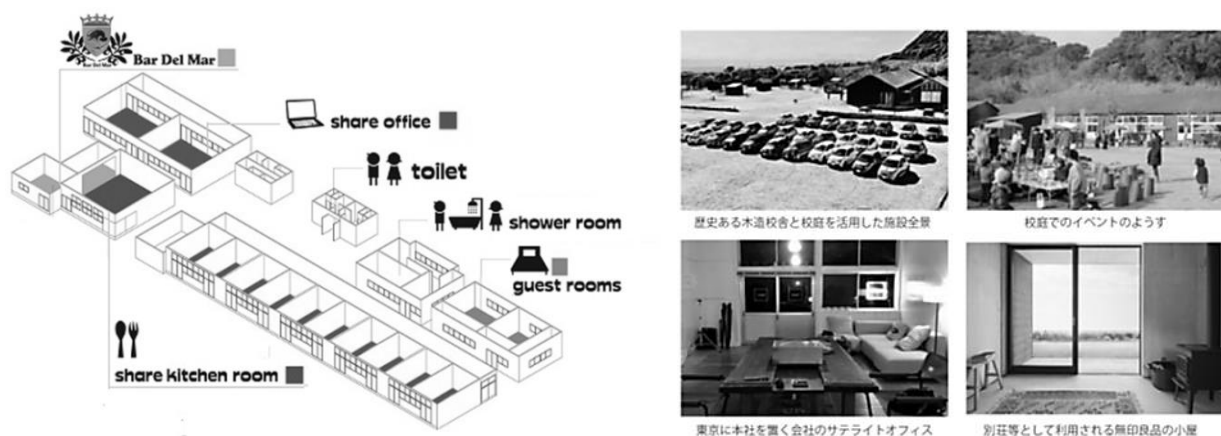 Bar Del Mar
Bar Del Mar
share office
toilet
shower room
guest rooms
share kitchen room
歴史ある木造校舎と校庭を活用した施設全景
校庭でのイベントのようす
東京に本社を置く会社のサテライトオフィス
別荘等として利用される無印良品の小屋